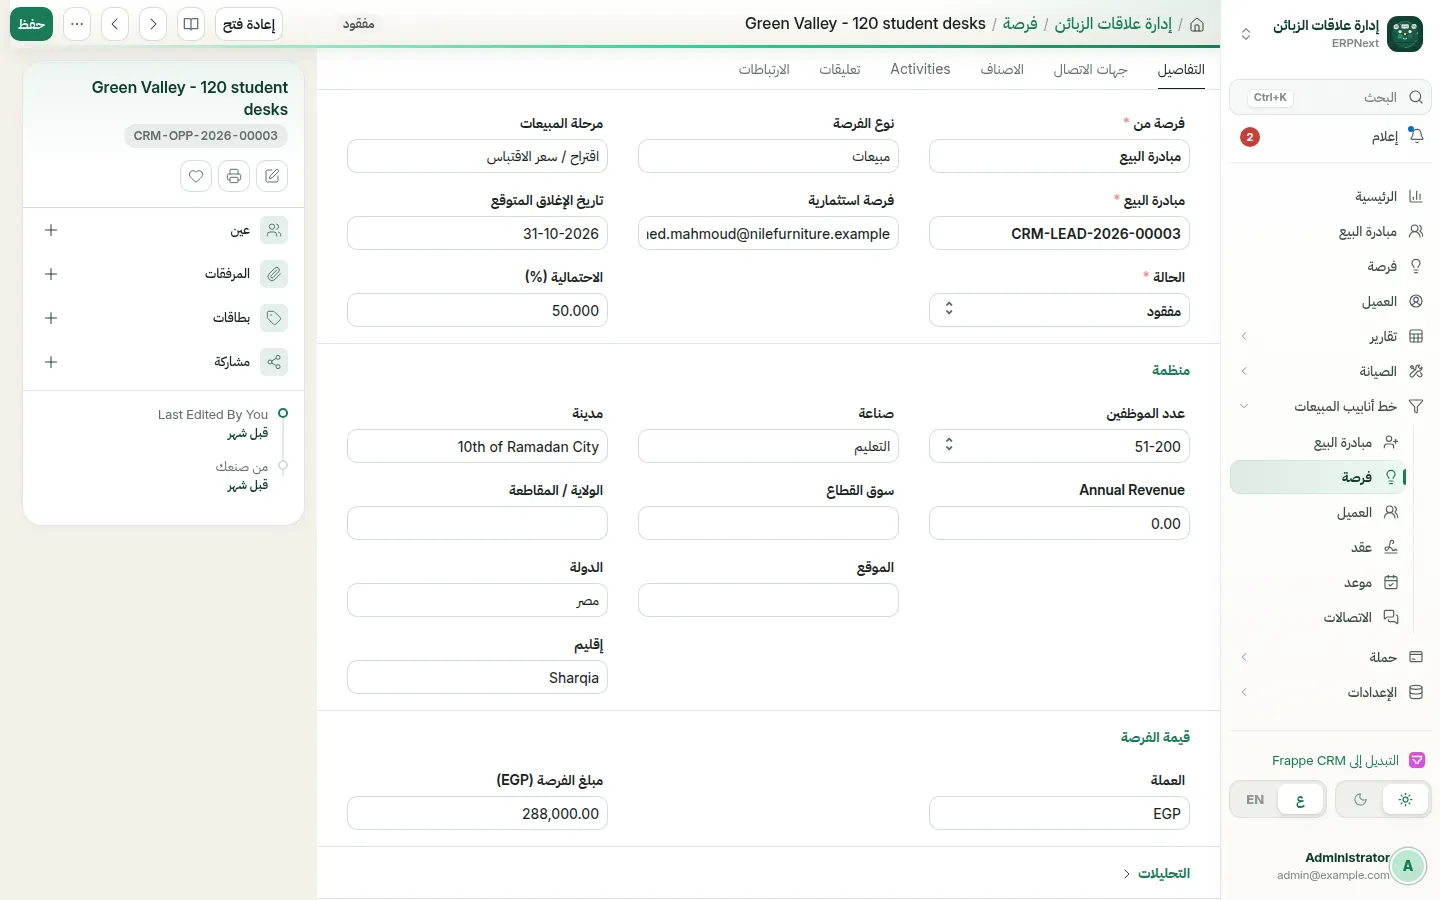 إدارة علاقات الزبائن
ERPNext
البحث
Ctrl+K
إعلام
2
الرئيسية
مبادرة البيع
فرصة
العميل
تقارير
الصيانة
خط أنابيب المبيعات
مبادرة البيع
فرصة
العميل
عقد
موعد
الاتصالات
حملة
الإعدادات
التبديل إلى Frappe CRM
ع
EN
Administrator
admin@example.com
A
إدارة علاقات الزبائن / فرصة / Green Valley - 120 student desks
مفقود
إعادة فتح
حفظ
التفاصيل
جهات الاتصال
الاصناف
Activities
تعليقات
الارتباطات
فرصة من *
مبادرة البيع
نوع الفرصة
مبيعات
مرحلة المبيعات
اقتراح / سعر الاقتباس
مبادرة البيع *
CRM-LEAD-2026-00003
فرصة استثمارية
ned.mahmoud@nilefurniture.example
تاريخ الإغلاق المتوقع
31-10-2026
الحالة *
مفقود
الاحتمالية (%)
50.000
منظمة
عدد الموظفين
51-200
صناعة
التعليم
مدينة
10th of Ramadan City
Annual Revenue
0.00
سوق القطاع
الولاية / المقاطعة
الموقع
الدولة
مصر
إقليم
Sharqia
قيمة الفرصة
العملة
EGP
مبلغ الفرصة (EGP)
288,000.00
التحليلات
Green Valley - 120 student
desks
CRM-OPP-2026-00003
عين
المرفقات
بطاقات
مشاركة
Last Edited By You
قبل شهر
من صنعك
قبل شهر